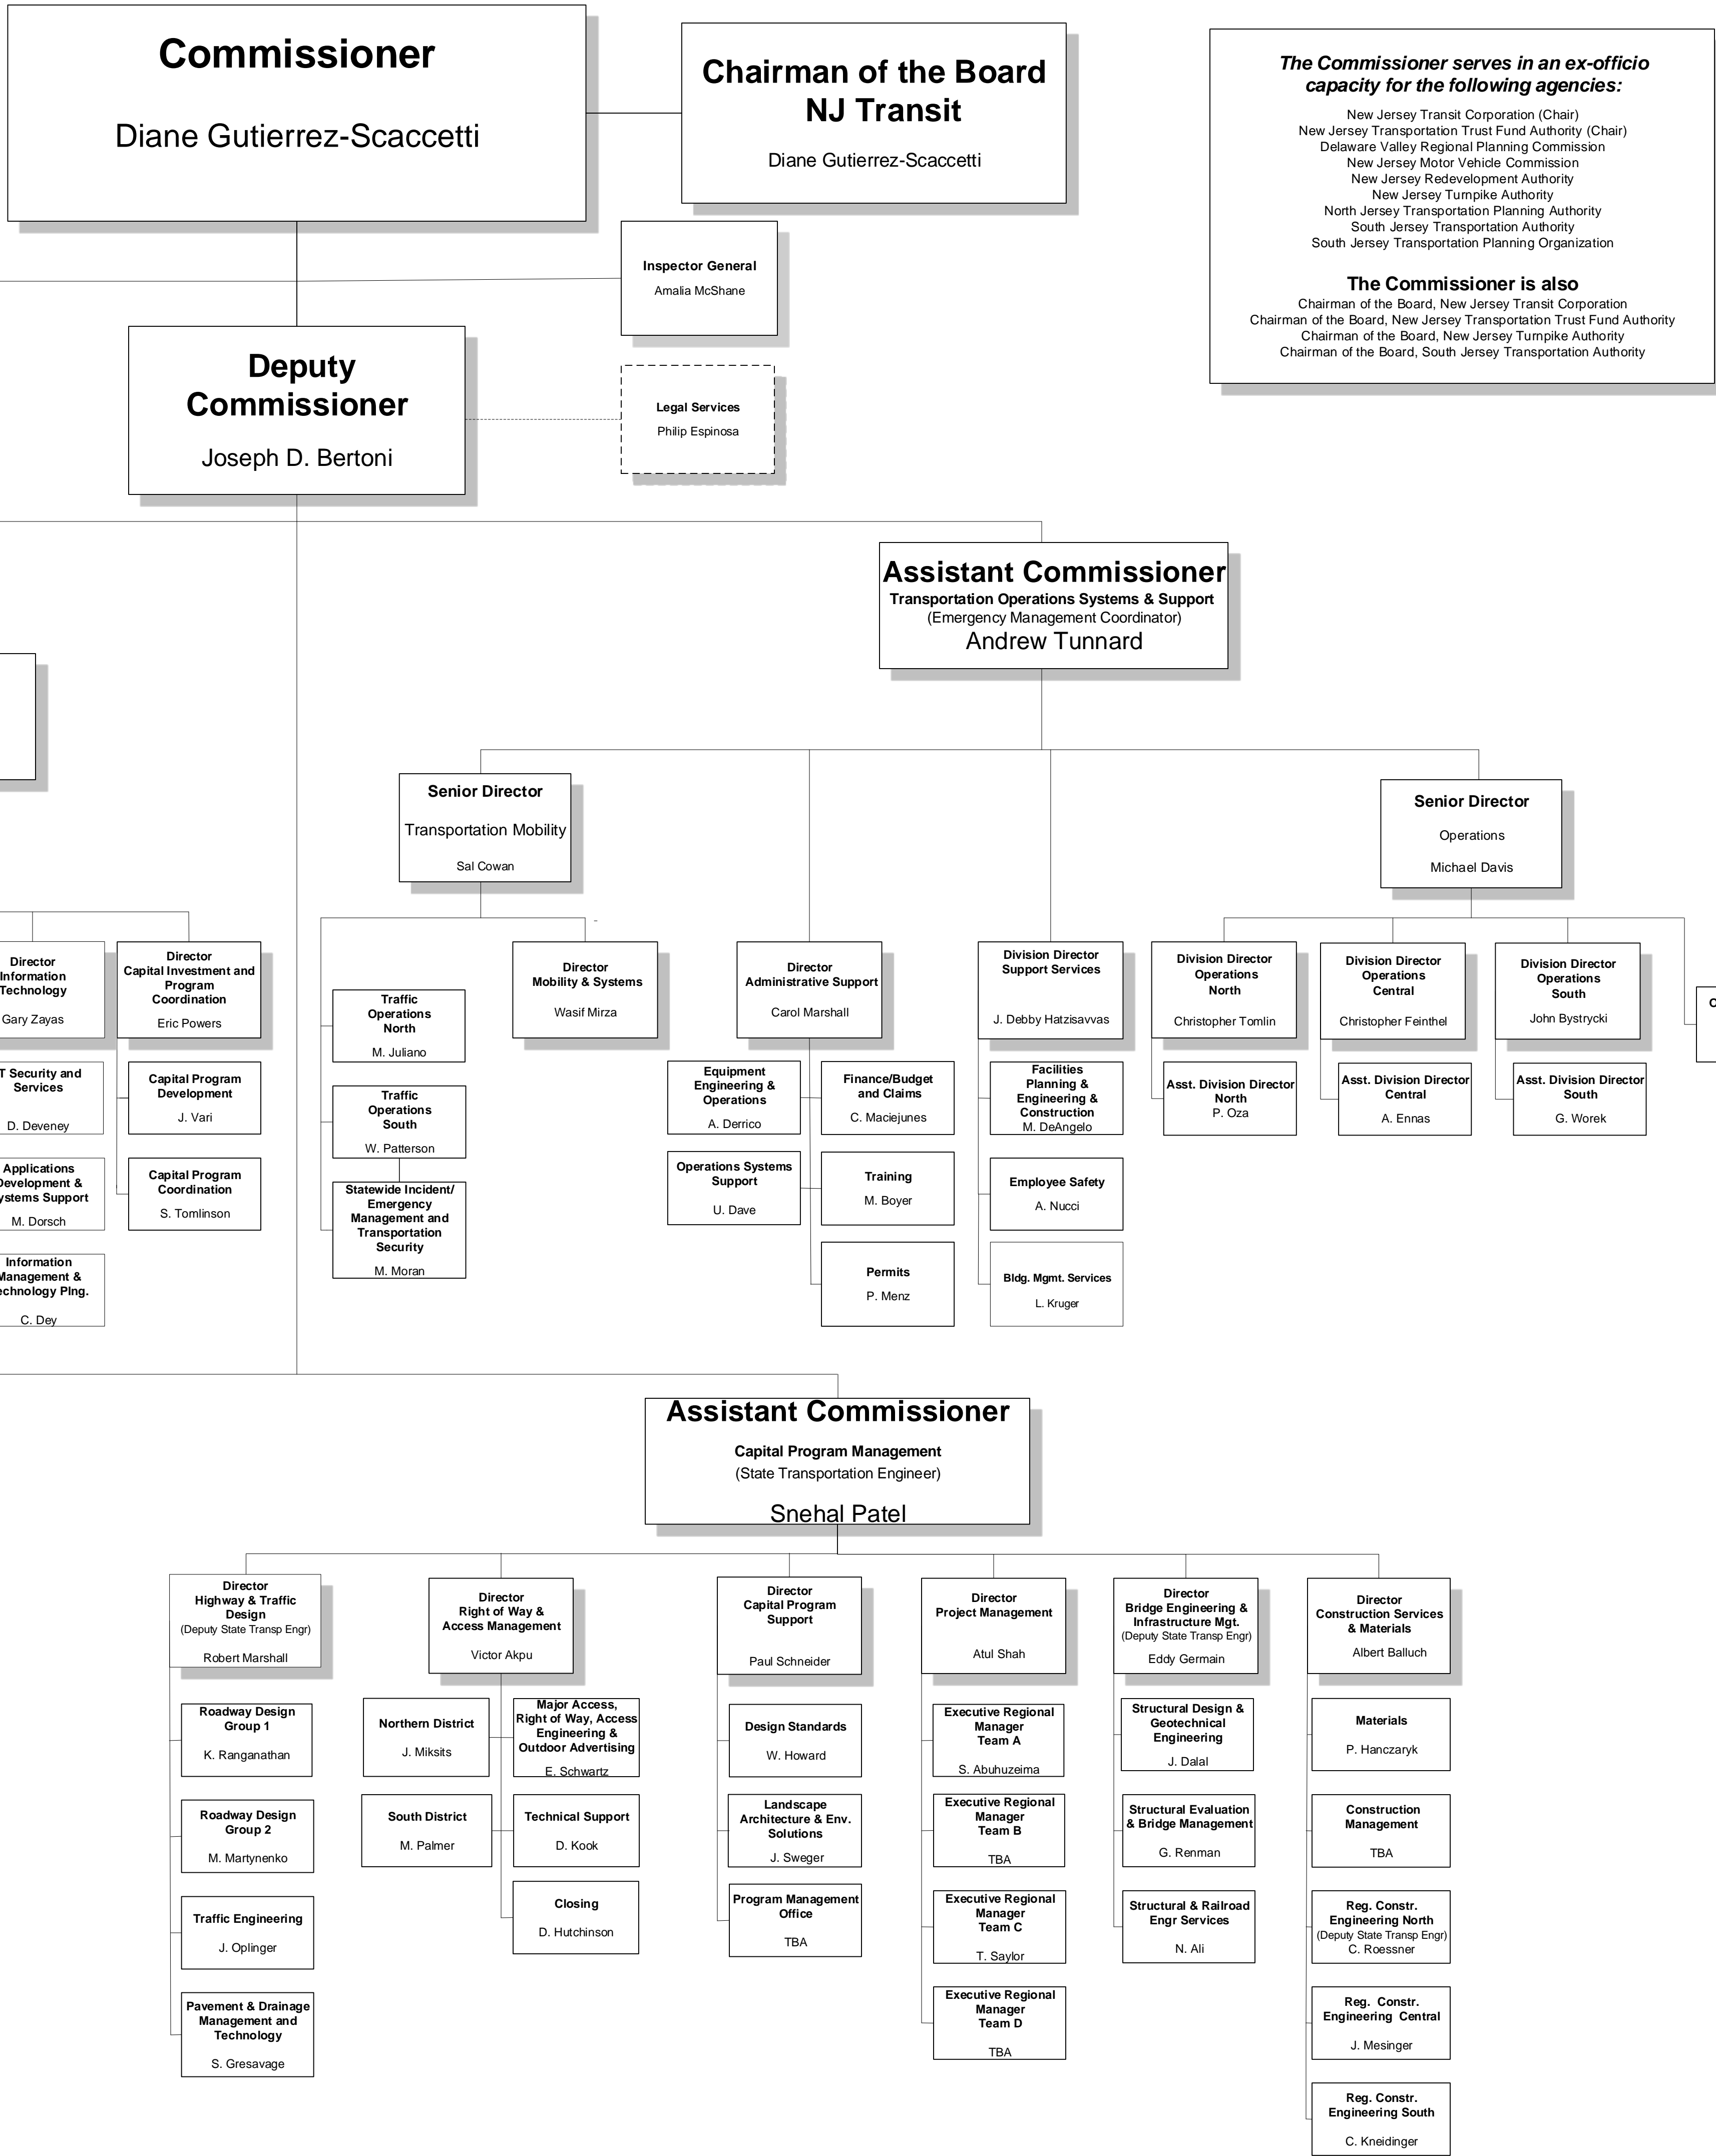 Commissioner
Diane Gutierrez-Scaccetti
Chairman of the Board
NJ Transit
Diane Gutierrez-Scaccetti
The Commissioner serves in an ex-officio
capacity for the following agencies:
New Jersey Transit Corporation (Chair)
New Jersey Transportation Trust Fund Authority (Chair)
Delaware Valley Regional Planning Commission
New Jersey Motor Vehicle Commission
New Jersey Redevelopment Authority
New Jersey Turnpike Authority
North Jersey Transportation Planning Authority
South Jersey Transportation Authority
South Jersey Transportation Planning Organization
The Commissioner is also
Chairman of the Board, New Jersey Transit Corporation
Chairman of the Board, New Jersey Transportation Trust Fund Authority
Chairman of the Board, New Jersey Turnpike Authority
Chairman of the Board, South Jersey Transportation Authority
Inspector General
Amalia McShane
Deputy
Commissioner
Joseph D. Bertoni
Legal Services
Philip Espinosa
Assistant Commissioner
Transportation Operations Systems & Support
(Emergency Management Coordinator)
Andrew Tunnard
Senior Director
Transportation Mobility
Sal Cowan
Senior Director
Operations
Michael Davis
Director
Information
Technology
Gary Zayas
T Security and
Services
D. Deveney
Applications
Development &
ystems Support
M. Dorsch
Information
Management &
echnology Plng.
C. Dey
Director
Capital Investment and
Program
Coordination
Eric Powers
Capital Program
Development
J. Vari
Capital Program
Coordination
S. Tomlinson
Traffic
Operations
North
M. Juliano
Traffic
Operations
South
W. Patterson
Statewide Incident/
Emergency
Management and
Transportation
Security
M. Moran
Director
Mobility & Systems
Wasif Mirza
Director
Administrative Support
Carol Marshall
Equipment
Engineering &
Operations
A. Derrico
Finance/Budget
and Claims
C. Maciejunes
Operations Systems
Support
U. Dave
Training
M. Boyer
Permits
P. Menz
Division Director
Support Services
J. Debby Hatzisavvas
Facilities
Planning &
Engineering &
Construction
M. DeAngelo
Employee Safety
A. Nucci
Bldg. Mgmt. Services
L. Kruger
Division Director
Operations
North
Christopher Tomlin
Asst. Division Director
North
P. Oza
Division Director
Operations
Central
Christopher Feinthel
Asst. Division Director
Central
A. Ennas
Division Director
Operations
South
John Bystrycki
Asst. Division Director
South
G. Worek
Assistant Commissioner
Capital Program Management
(State Transportation Engineer)
Snehal Patel
Director
Highway & Traffic
Design
(Deputy State Transp Engr)
Robert Marshall
Roadway Design
Group 1
K. Ranganathan
Roadway Design
Group 2
M. Martynenko
Traffic Engineering
J. Oplinger
Pavement & Drainage
Management and
Technology
S. Gresavage
Director
Right of Way &
Access Management
Victor Akpu
Northern District
J. Miksits
Major Access,
Right of Way, Access
Engineering &
Outdoor Advertising
E. Schwartz
South District
M. Palmer
Technical Support
D. Kook
Closing
D. Hutchinson
Director
Capital Program
Support
Paul Schneider
Design Standards
W. Howard
Landscape
Architecture & Env.
Solutions
J. Sweger
Program Management
Office
TBA
Director
Project Management
Atul Shah
Executive Regional
Manager
Team A
S. Abuhuzeima
Executive Regional
Manager
Team B
TBA
Executive Regional
Manager
Team C
T. Saylor
Executive Regional
Manager
Team D
TBA
Director
Bridge Engineering &
Infrastructure Mgt.
(Deputy State Transp Engr)
Eddy Germain
Structural Design &
Geotechnical
Engineering
J. Dalal
Structural Evaluation
& Bridge Management
G. Renman
Structural & Railroad
Engr Services
N. Ali
Director
Construction Services
& Materials
Albert Balluch
Materials
P. Hanczaryk
Construction
Management
TBA
Reg. Constr.
Engineering North
(Deputy State Transp Engr)
C. Roessner
Reg. Constr.
Engineering Central
J. Mesinger
Reg. Constr.
Engineering South
C. Kneidinger